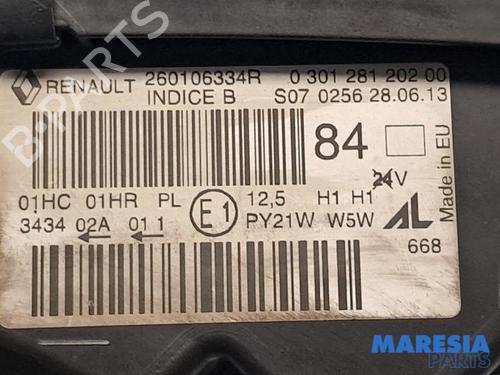 RENAULT 260106334R 0 301 281 202 00
INDICE B S07 0256 28.06.13
84
Made in EU
01HC 01HR PL E1 12,5 H1 H1 24V
3434 02A 01 1 PY21W W5W AL
668
B-PARTS
MARESIA
PARTS